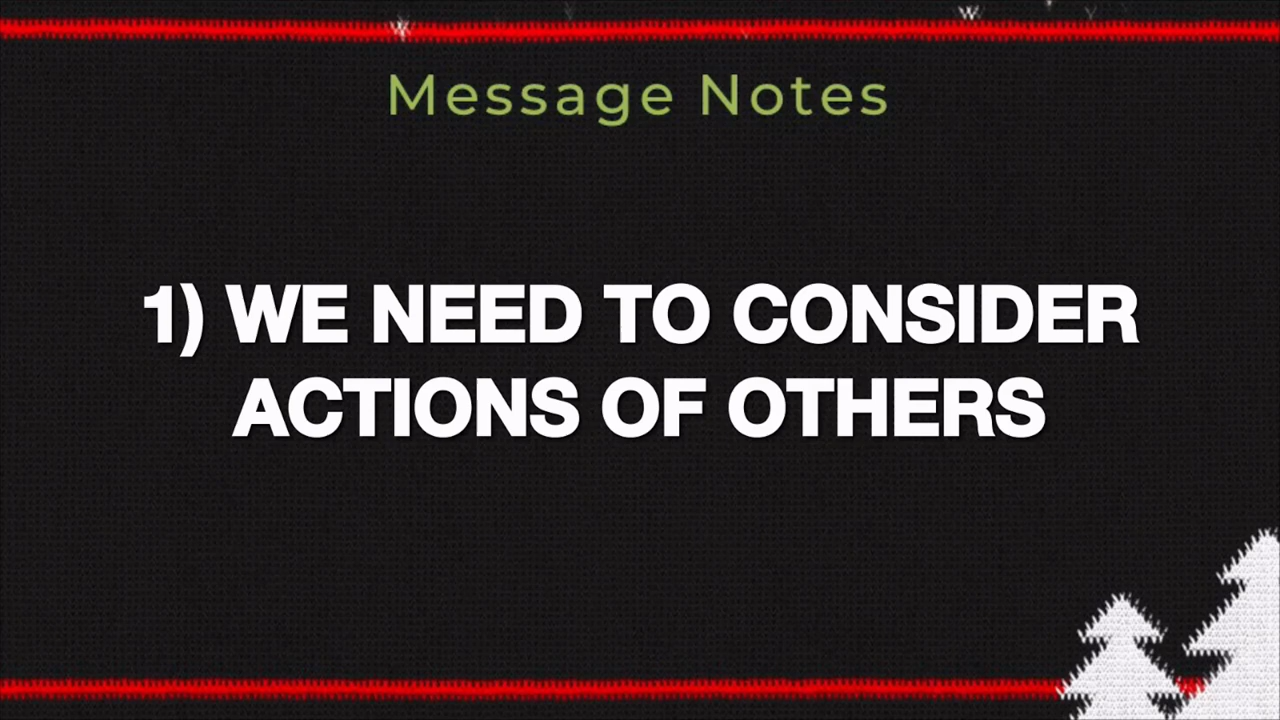 Message Notes
1) WE NEED TO CONSIDER
ACTIONS OF OTHERS